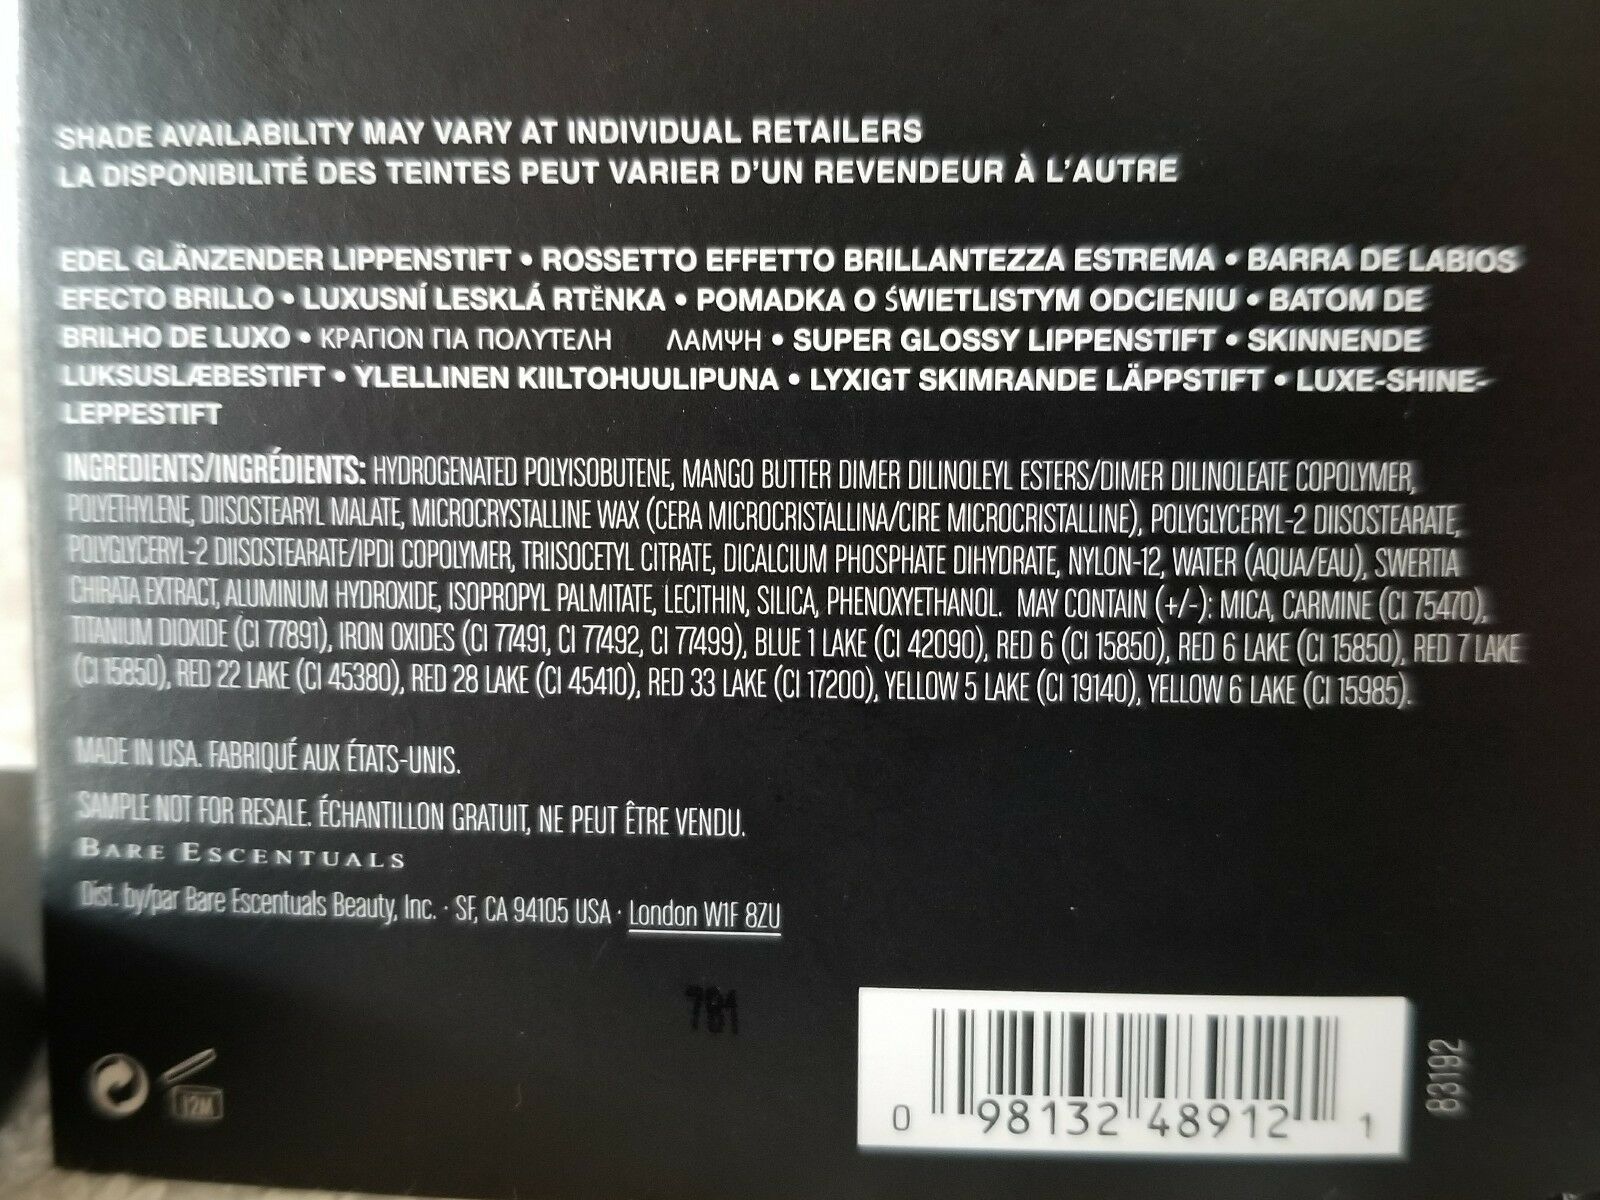 SHADE AVAILABILITY MAY VARY AT INDIVIDUAL RETAILERS
LA DISPONIBILITÉ DES TEINTES PEUT VARIER D'UN REVENDEUR À L'AUTRE
EDEL GLÄNZENDER LIPPENSTIFT • ROSSETTO EFFETTO BRILLANTEZZA ESTREMA • BARRA DE LABIOS
EFECTO BRILLO • LUXUSNÍ LESKLÁ RTĚNKA • POMADKA O ŚWIETLISTYM ODCIENIU • BATOM DE
BRILHO DE LUXO • ΚΡΑΓΙΟΝ ΓΙΑ ΠΟΛΥΤΕΛΗ ΛΑΜΨΗ • SUPER GLOSSY LIPPENSTIFT • SKINNENDE
LUKSUSLÆBESTIFT • YLELLINEN KIILTOHUULIPUNA • LYXIGT SKIMRANDE LÄPPSTIFT • LUXE-SHINE-
LEPPESTIFT
INGREDIENTS/INGRÉDIENTS: HYDROGENATED POLYISOBUTENE, MANGO BUTTER DIMER DILINOLEYL ESTERS/DIMER DILINOLEATE COPOLYMER,
POLYETHYLENE, DIISOSTEARYL MALATE, MICROCRYSTALLINE WAX (CERA MICROCRISTALLINA/CIRE MICROCRISTALLINE), POLYGLYCERYL-2 DIISOSTEARATE,
POLYGLYCERYL-2 DIISOSTEARATE/IPDI COPOLYMER, TRIISOCETYL CITRATE, DICALCIUM PHOSPHATE DIHYDRATE, NYLON-12, WATER (AQUA/EAU), SWERTIA
CHIRATA EXTRACT, ALUMINUM HYDROXIDE, ISOPROPYL PALMITATE, LECITHIN, SILICA, PHENOXYETHANOL. MAY CONTAIN (+/-): MICA, CARMINE (CI 75470),
TITANIUM DIOXIDE (CI 77891), IRON OXIDES (CI 77491, CI 77492, CI 77499), BLUE 1 LAKE (CI 42090), RED 6 (CI 15850), RED 6 LAKE (CI 15850), RED 7 LAKE
(CI 15850), RED 22 LAKE (CI 45380), RED 28 LAKE (CI 45410), RED 33 LAKE (CI 17200), YELLOW 5 LAKE (CI 19140), YELLOW 6 LAKE (CI 15985).
MADE IN USA. FABRIQUÉ AUX ÉTATS-UNIS.
SAMPLE NOT FOR RESALE. ÉCHANTILLON GRATUIT, NE PEUT ÊTRE VENDU.
BARE ESCENTUALS
Dist. by/par Bare Escentuals Beauty, Inc. · SF, CA 94105 USA · London W1F 8ZU
12M
0 98132 48912 1
83192